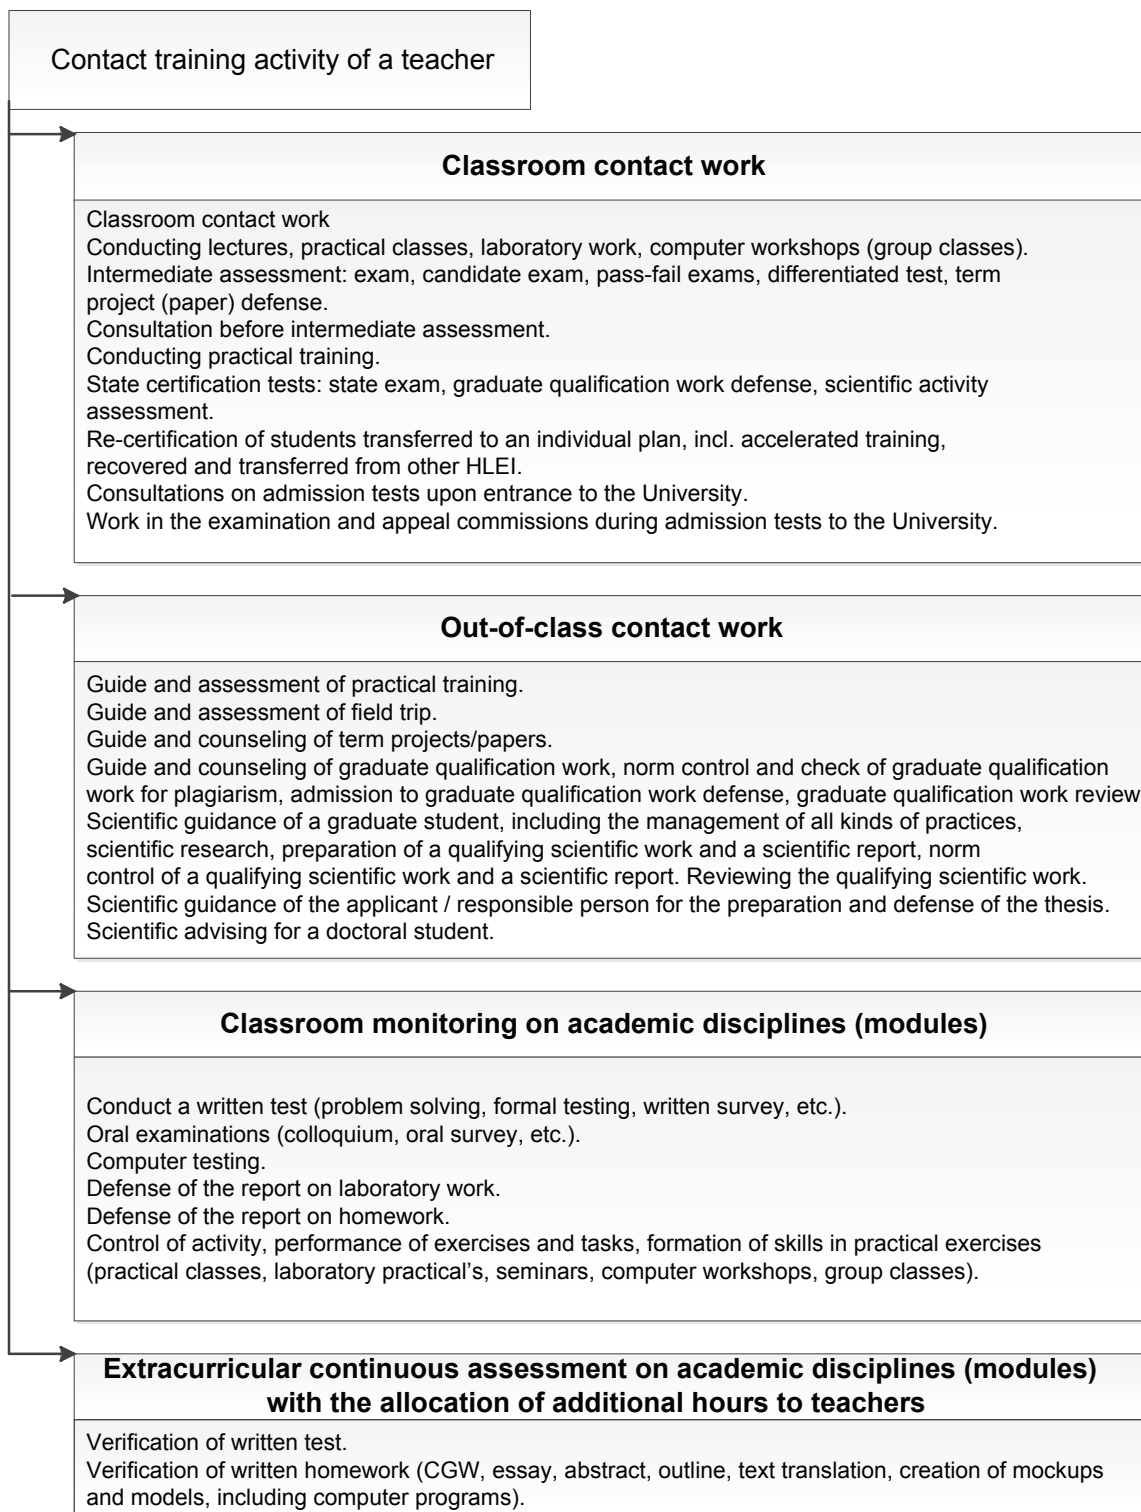 Contact training activity of a teacher
Classroom contact work
Classroom contact work
Conducting lectures, practical classes, laboratory work, computer workshops (group classes).
Intermediate assessment: exam, candidate exam, pass-fail exams, differentiated test, term
project (paper) defense.
Consultation before intermediate assessment.
Conducting practical training.
State certification tests: state exam, graduate qualification work defense, scientific activity
assessment.
Re-certification of students transferred to an individual plan, incl. accelerated training,
recovered and transferred from other HLEI.
Consultations on admission tests upon entrance to the University.
Work in the examination and appeal commissions during admission tests to the University.
Out-of-class contact work
Guide and assessment of practical training.
Guide and assessment of field trip.
Guide and counseling of term projects/papers.
Guide and counseling of graduate qualification work, norm control and check of graduate qualification
work for plagiarism, admission to graduate qualification work defense, graduate qualification work review
Scientific guidance of a graduate student, including the management of all kinds of practices,
scientific research, preparation of a qualifying scientific work and a scientific report, norm
control of a qualifying scientific work and a scientific report. Reviewing the qualifying scientific work.
Scientific guidance of the applicant / responsible person for the preparation and defense of the thesis.
Scientific advising for a doctoral student.
Classroom monitoring on academic disciplines (modules)
Conduct a written test (problem solving, formal testing, written survey, etc.).
Oral examinations (colloquium, oral survey, etc.).
Computer testing.
Defense of the report on laboratory work.
Defense of the report on homework.
Control of activity, performance of exercises and tasks, formation of skills in practical exercises
(practical classes, laboratory practical's, seminars, computer workshops, group classes).
Extracurricular continuous assessment on academic disciplines (modules)
with the allocation of additional hours to teachers
Verification of written test.
Verification of written homework (CGW, essay, abstract, outline, text translation, creation of mockups
and models, including computer programs).